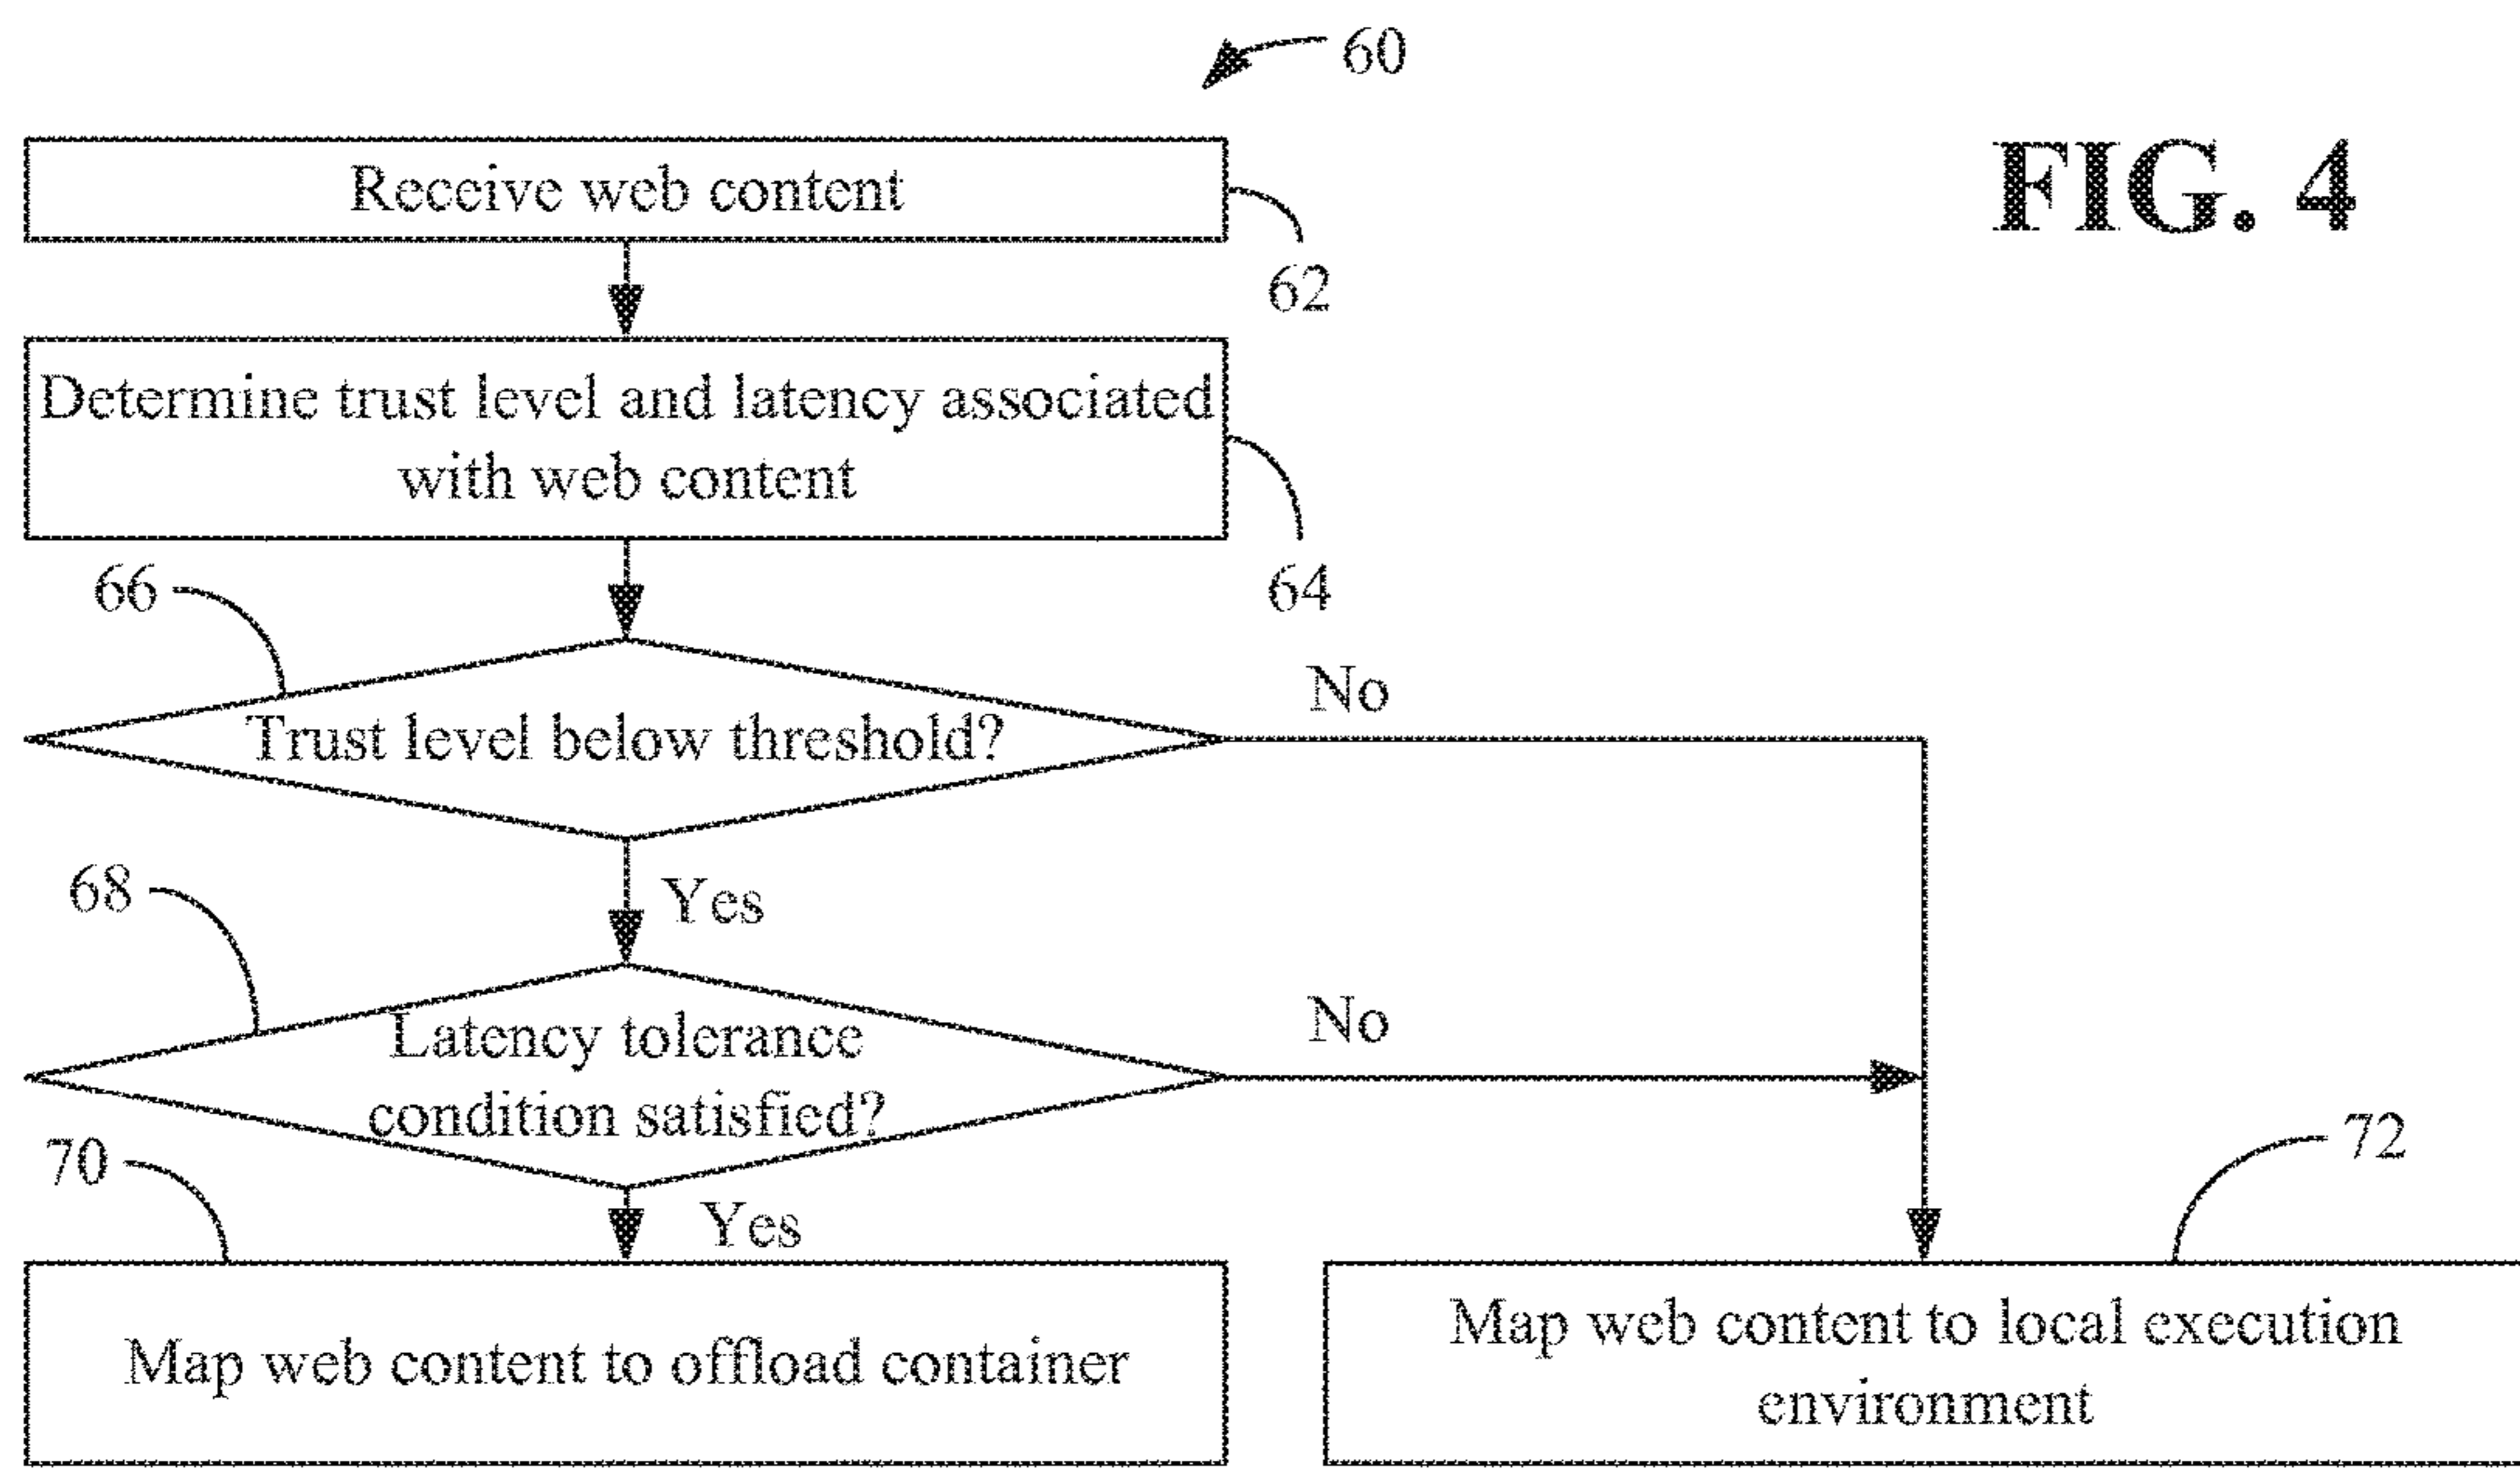 60
FIG. 4
Receive web content
62
Determine trust level and latency associated
with web content
64
66
Trust level below threshold?
No
Yes
68
Latency tolerance
condition satisfied?
No
Yes
70
Map web content to offload container
72
Map web content to local execution
environment